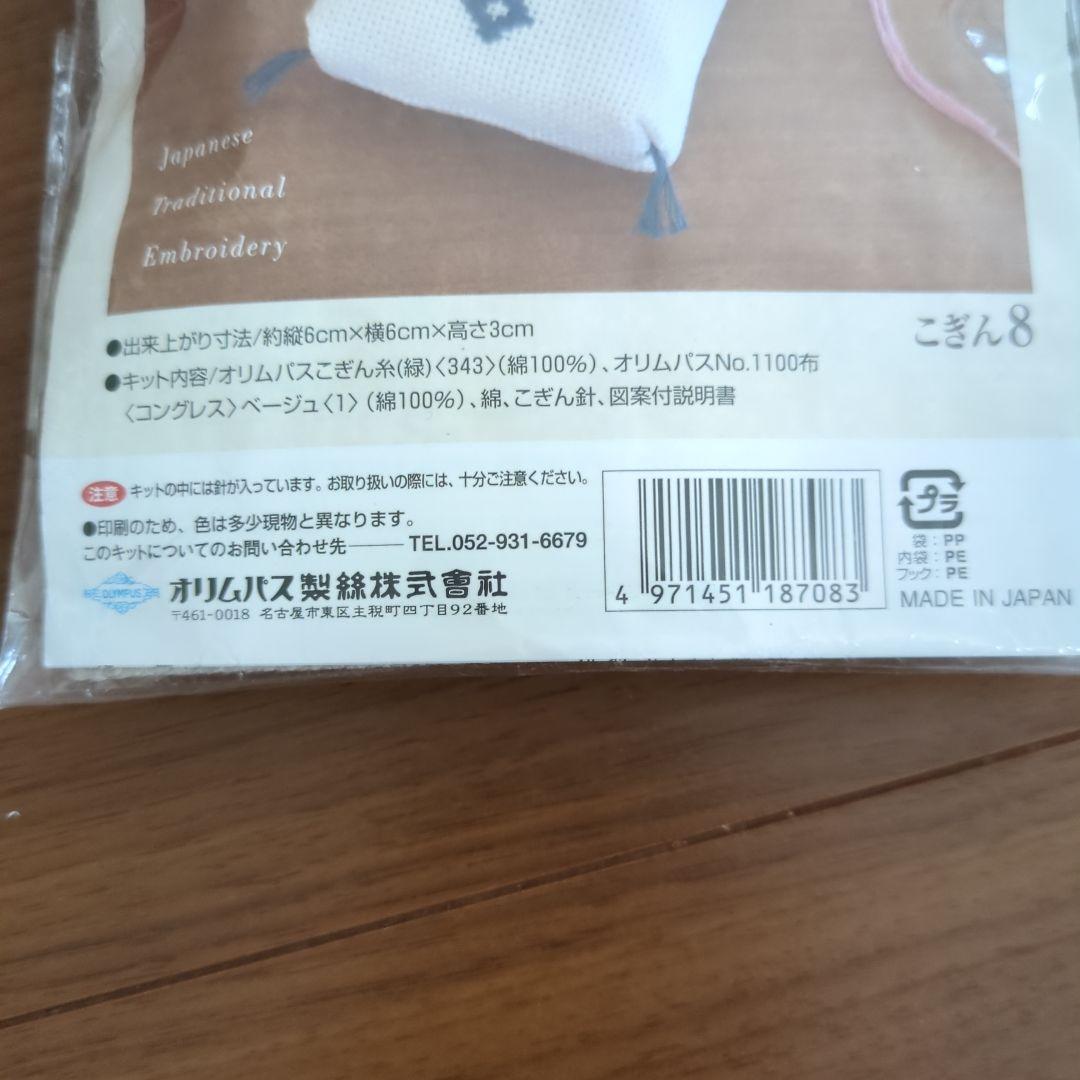 Japanese
Traditional
Embroidery
●出来上がり寸法/約縦6cm×横6cm×高さ3cm
こぎん8
●キット内容/オリムパスこぎん糸(緑)〈343〉(綿100%)、オリムパスNo.1100布
〈コングレス〉ベージュ〈1〉(綿100%)、綿、こぎん針、図案付説明書
注意 キットの中には針が入っています。お取り扱いの際には、十分ご注意ください。
●印刷のため、色は多少現物と異なります。
このキットについてのお問い合わせ先――TEL.052-931-6679
OLYMPUS オリムパス製絲株式會社
〒461-0018 名古屋市東区主税町四丁目92番地
4 971451 187083
プラ
袋:PP
内袋:PE
フック:PE
MADE IN JAPAN